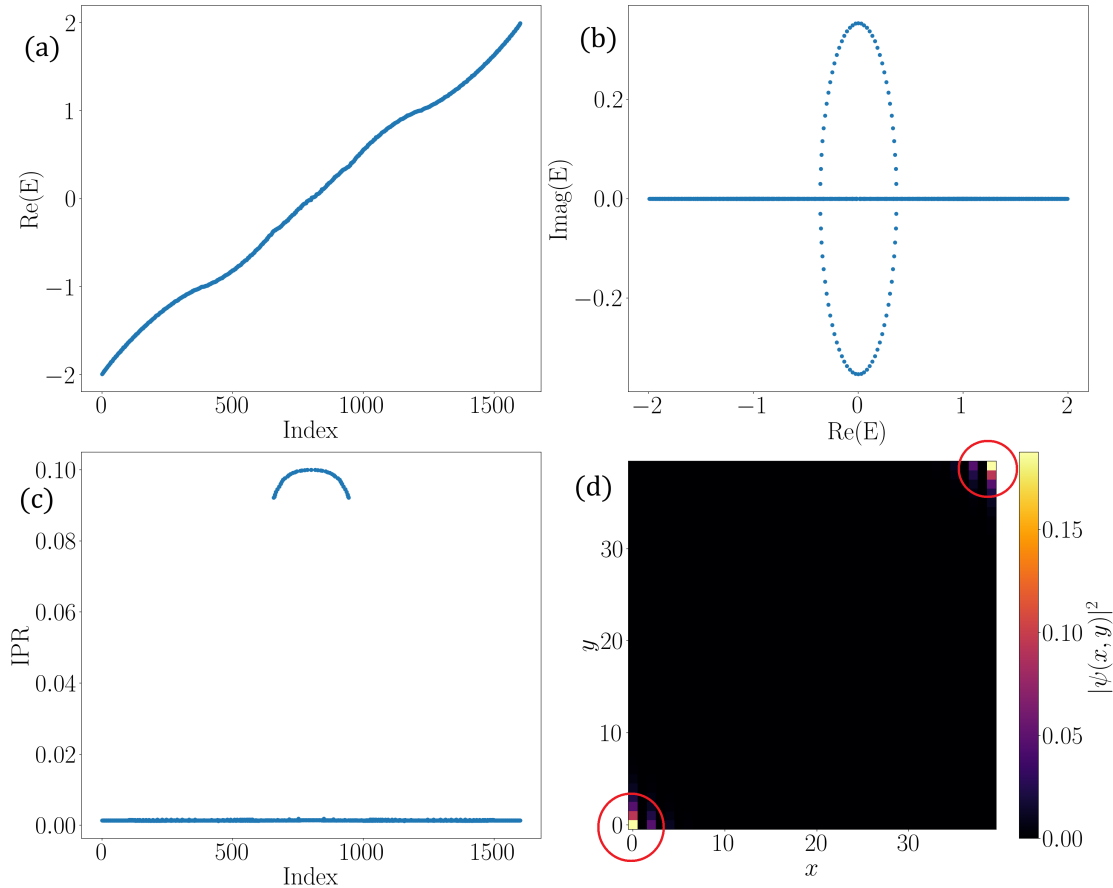 (a)
Re(E)
2
1
0
−1
−2
0 500 1000 1500
Index
(b)
Imag(E)
0.2
0.0
−0.2
−2 −1 0 1 2
Re(E)
(c)
IPR
0.10
0.08
0.06
0.04
0.02
0.00
0 500 1000 1500
Index
(d)
y
30
20
10
0
0 10 20 30
x
0.15
0.10
0.05
0.00
|ψ(x, y)|²